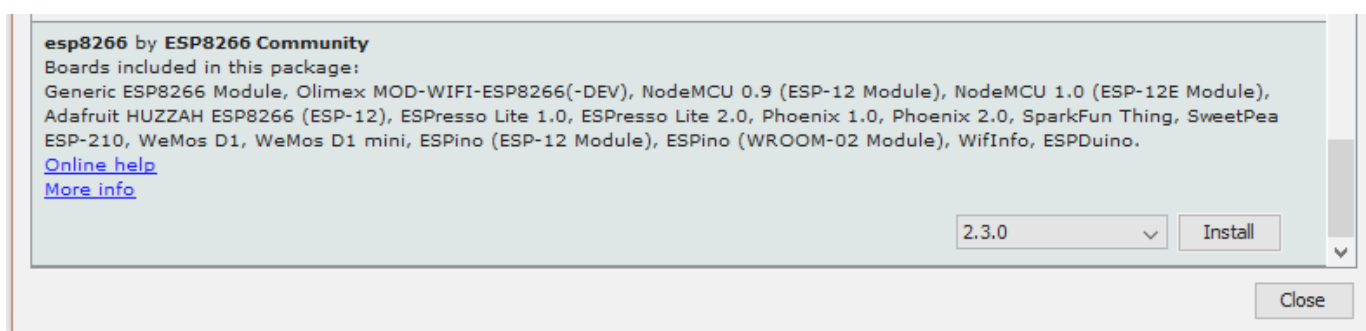 esp8266 by ESP8266 Community
Boards included in this package:
Generic ESP8266 Module, Olimex MOD-WIFI-ESP8266(-DEV), NodeMCU 0.9 (ESP-12 Module), NodeMCU 1.0 (ESP-12E Module),
Adafruit HUZZAH ESP8266 (ESP-12), ESPresso Lite 1.0, ESPresso Lite 2.0, Phoenix 1.0, Phoenix 2.0, SparkFun Thing, SweetPea
ESP-210, WeMos D1, WeMos D1 mini, ESPino (ESP-12 Module), ESPino (WROOM-02 Module), WifInfo, ESPDuino.
Online help
More info
2.3.0 Install
Close